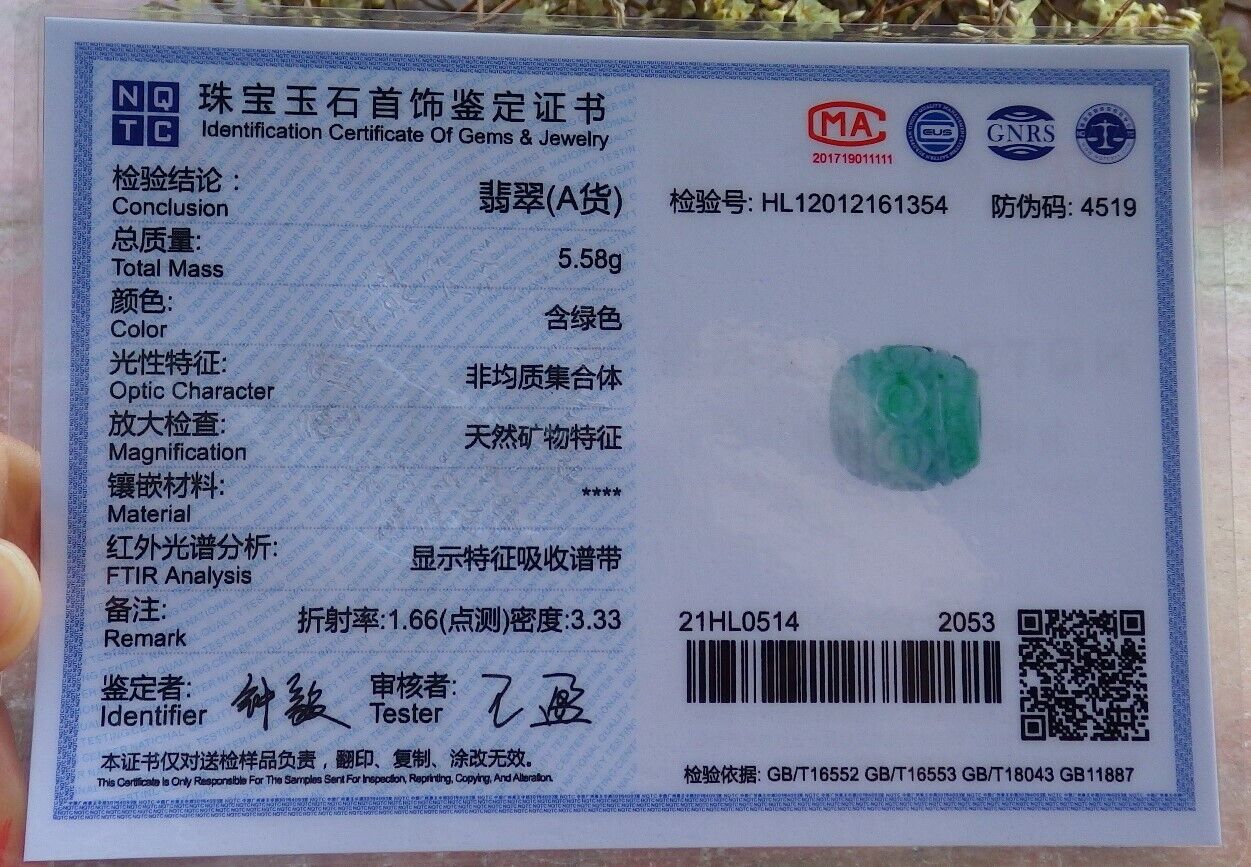 NQ
TC
珠宝玉石首饰鉴定证书
Identification Certificate Of Gems & Jewelry
检验结论：
Conclusion
翡翠(A货)
总质量:
Total Mass
5.58g
颜色:
Color
含绿色
光性特征:
Optic Character
非均质集合体
放大检查:
Magnification
天然矿物特征
镶嵌材料:
Material
****
红外光谱分析:
FTIR Analysis
显示特征吸收谱带
备注:
Remark
折射率:1.66(点测)密度:3.33
鉴定者:
Identifier
审核者:
Tester
本证书仅对送检样品负责，翻印、复制、涂改无效。
This Certificate Is Only Responsible For The Samples Sent For Inspection, Reprinting, Copying, And Alteration.
MA
201719011111
EUS
GNRS
检验号: HL12012161354 防伪码: 4519
21HL0514 2053
检验依据: GB/T16552 GB/T16553 GB/T18043 GB11887